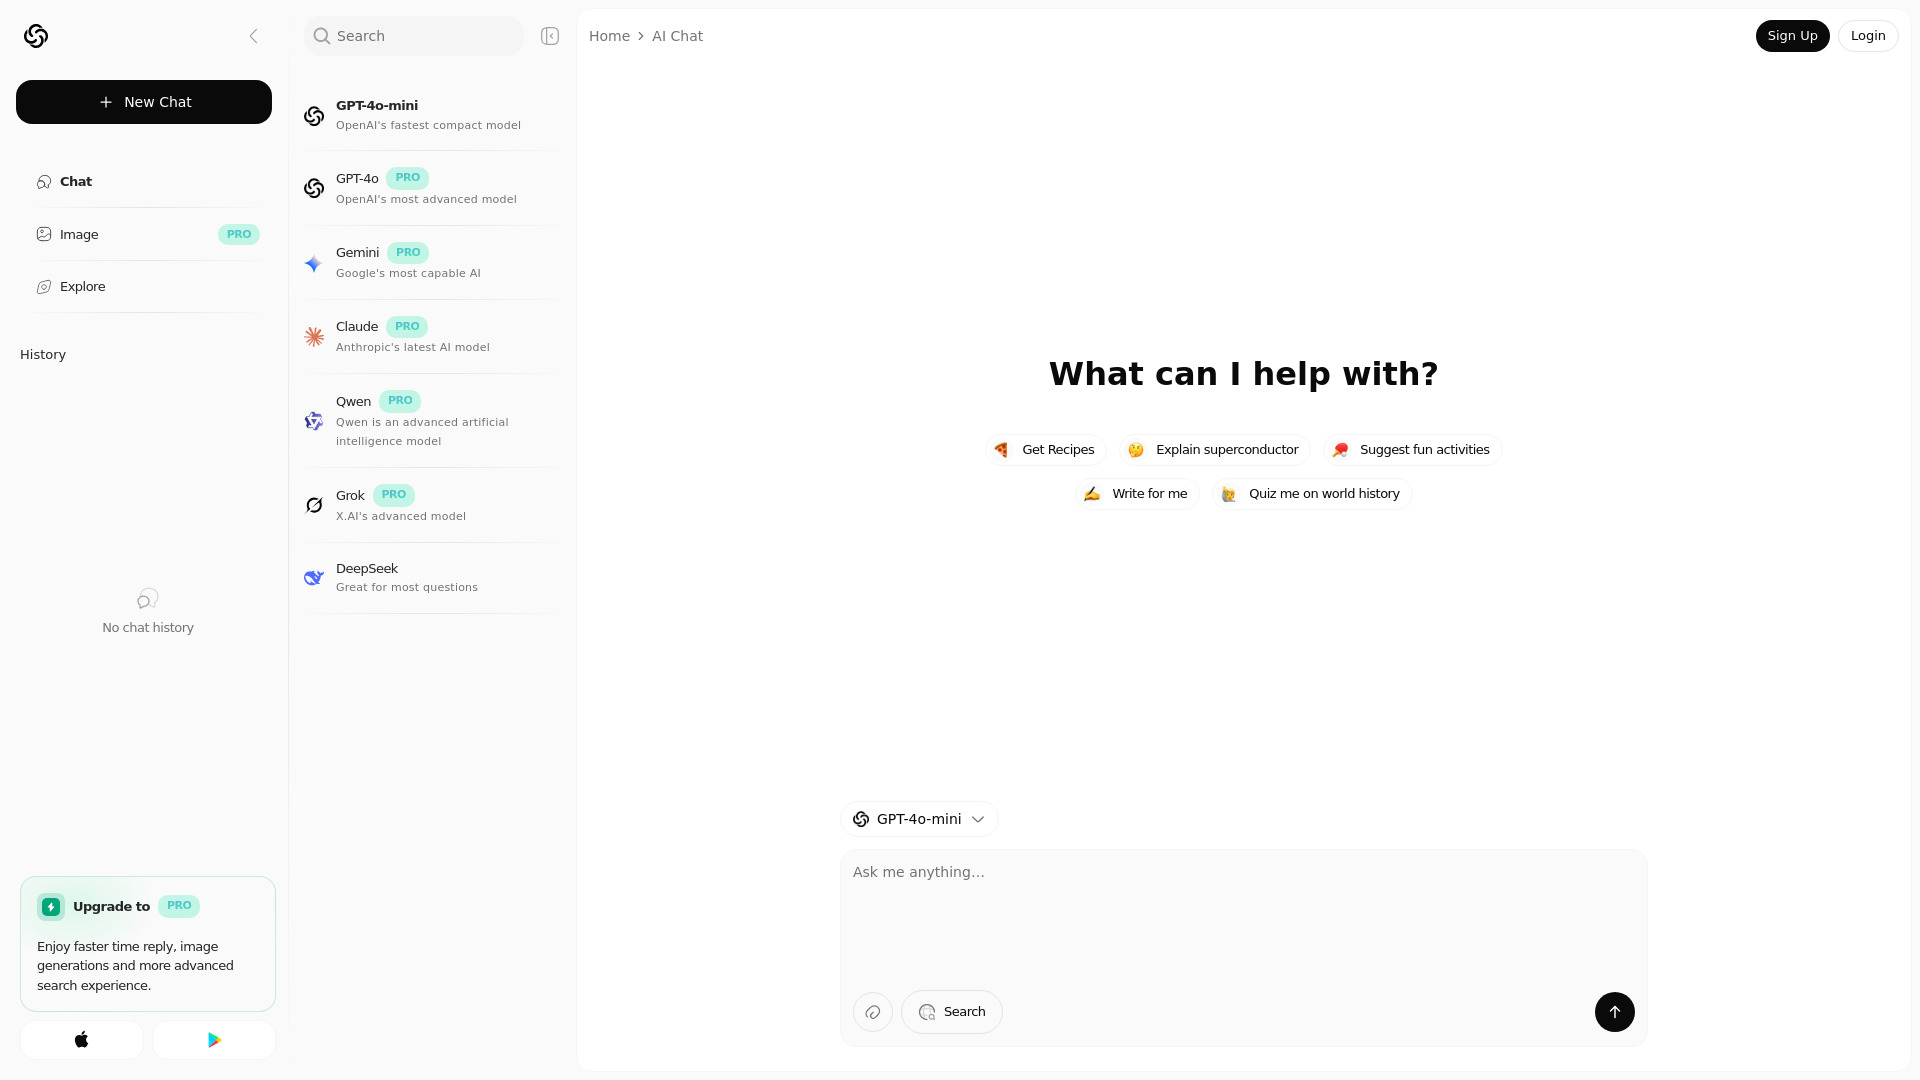 New Chat
Chat
Image PRO
Explore
History
No chat history
Upgrade to PRO
Enjoy faster time reply, image
generations and more advanced
search experience.
Search
GPT-4o-mini
OpenAI's fastest compact model
GPT-4o PRO
OpenAI's most advanced model
Gemini PRO
Google's most capable AI
Claude PRO
Anthropic's latest AI model
Qwen PRO
Qwen is an advanced artificial
intelligence model
Grok PRO
X.AI's advanced model
DeepSeek
Great for most questions
Home > AI Chat
Sign Up
Login
What can I help with?
Get Recipes
Explain superconductor
Suggest fun activities
Write for me
Quiz me on world history
GPT-4o-mini
Ask me anything...
Search